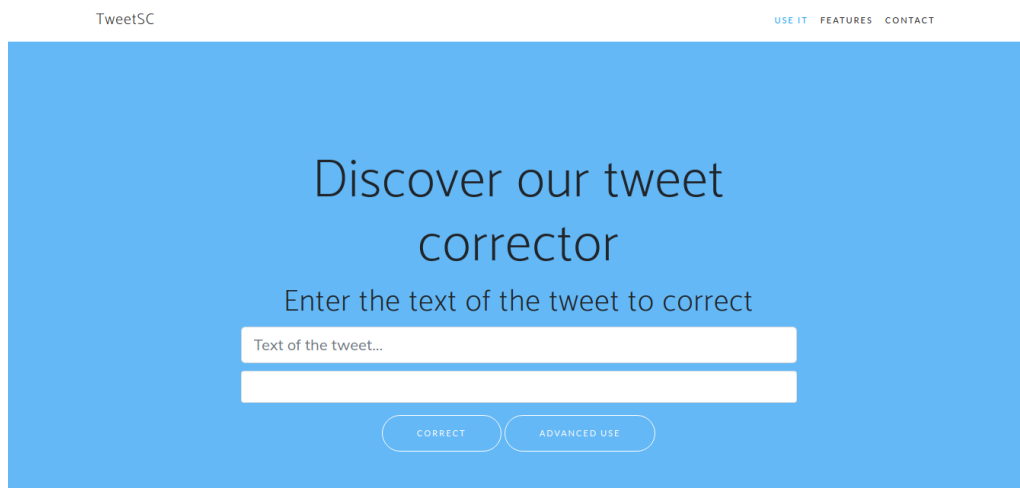 TweetSC
USE IT FEATURES CONTACT
Discover our tweet
corrector
Enter the text of the tweet to correct
Text of the tweet...
CORRECT ADVANCED USE